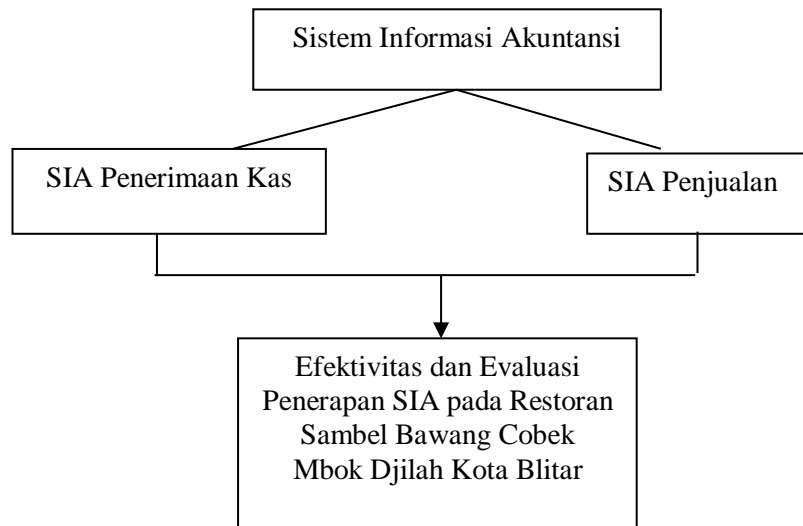 Sistem Informasi Akuntansi
SIA Penerimaan Kas
SIA Penjualan
Efektivitas dan Evaluasi
Penerapan SIA pada Restoran
Sambel Bawang Cobek
Mbok Djilah Kota Blitar